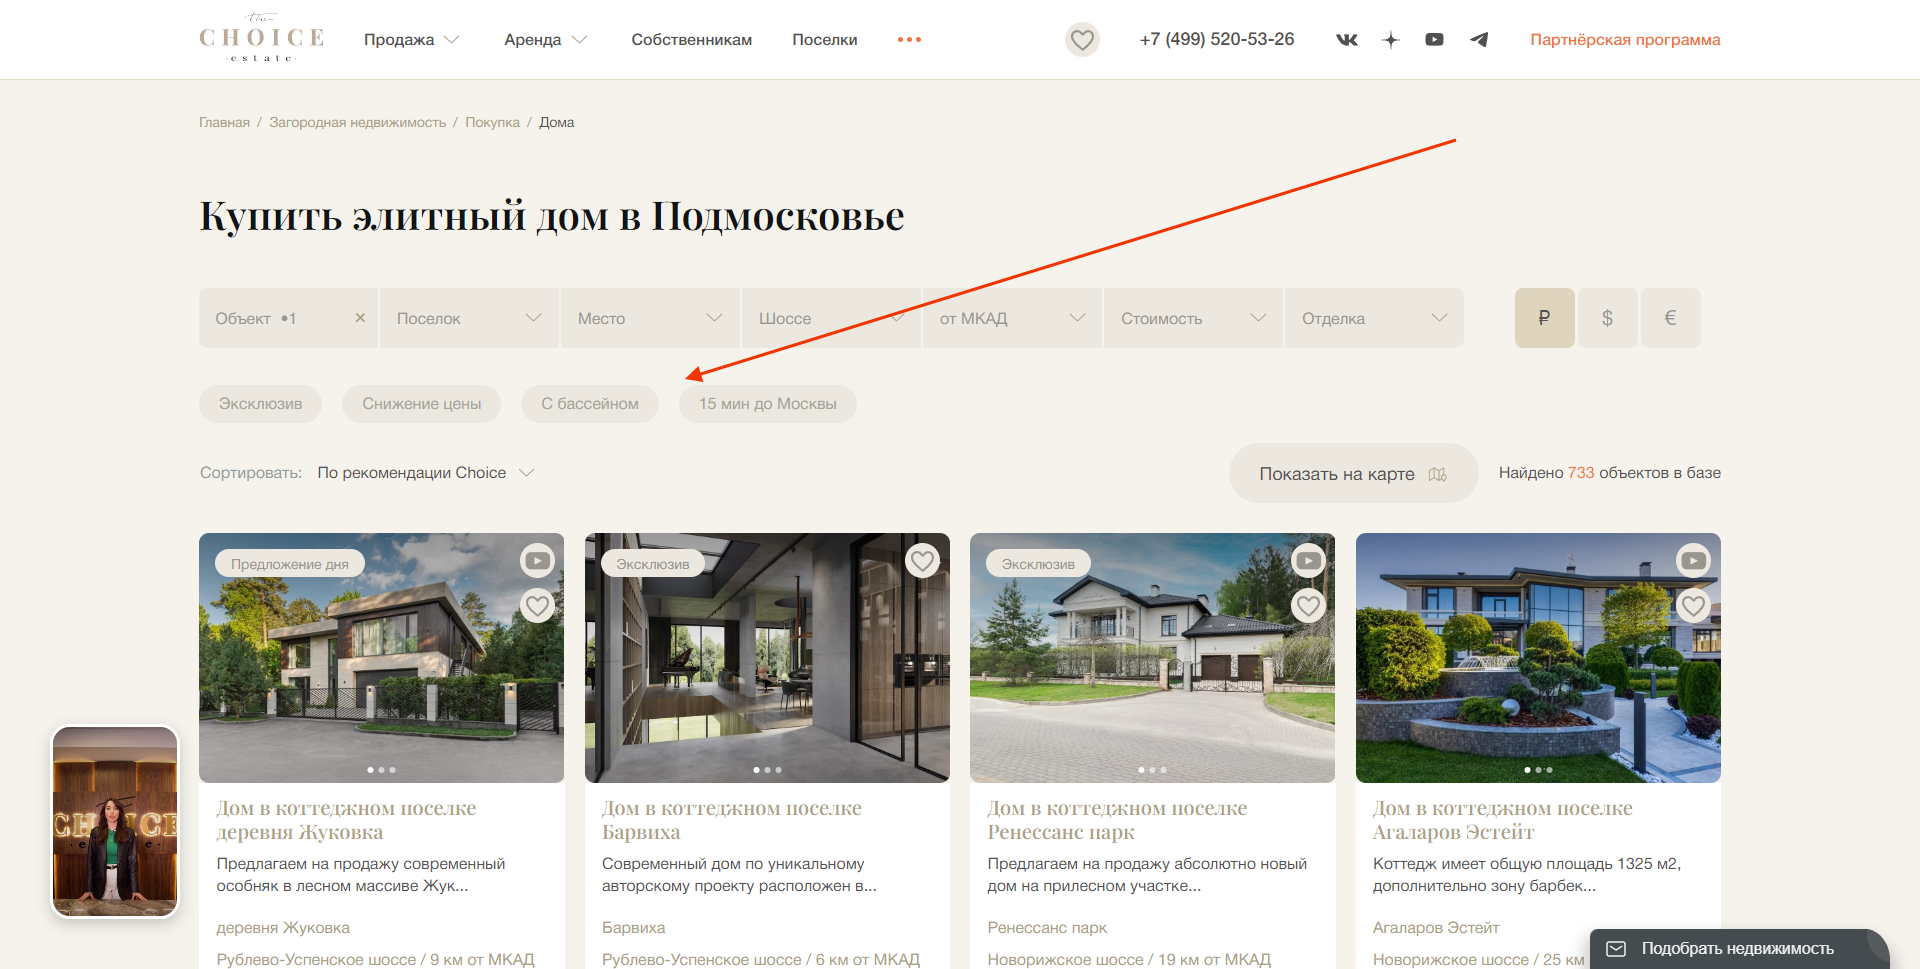 the
CHOICE
· estate ·
Продажа
Аренда
Собственникам
Поселки
+7 (499) 520-53-26
Партнёрская программа
Главная / Загородная недвижимость / Покупка / Дома
Купить элитный дом в Подмосковье
Объект •1 ×
Поселок
Место
Шоссе
от МКАД
Стоимость
Отделка
₽
$
€
Эксклюзив
Снижение цены
С бассейном
15 мин до Москвы
Сортировать: По рекомендации Choice
Показать на карте
Найдено 733 объектов в базе
Предложение дня
Эксклюзив
Эксклюзив
Дом в коттеджном поселке
деревня Жуковка
Предлагаем на продажу современный
особняк в лесном массиве Жук...
деревня Жуковка
Рублево-Успенское шоссе / 9 км от МКАД
Дом в коттеджном поселке
Барвиха
Современный дом по уникальному
авторскому проекту расположен в...
Барвиха
Рублево-Успенское шоссе / 6 км от МКАД
Дом в коттеджном поселке
Ренессанс парк
Предлагаем на продажу абсолютно новый
дом на прилесном участке...
Ренессанс парк
Новорижское шоссе / 19 км от МКАД
Дом в коттеджном поселке
Агаларов Эстейт
Коттедж имеет общую площадь 1325 м2,
дополнительно зону барбек...
Агаларов Эстейт
Новорижское шоссе / 25 км
CHOICE
Подобрать недвижимость